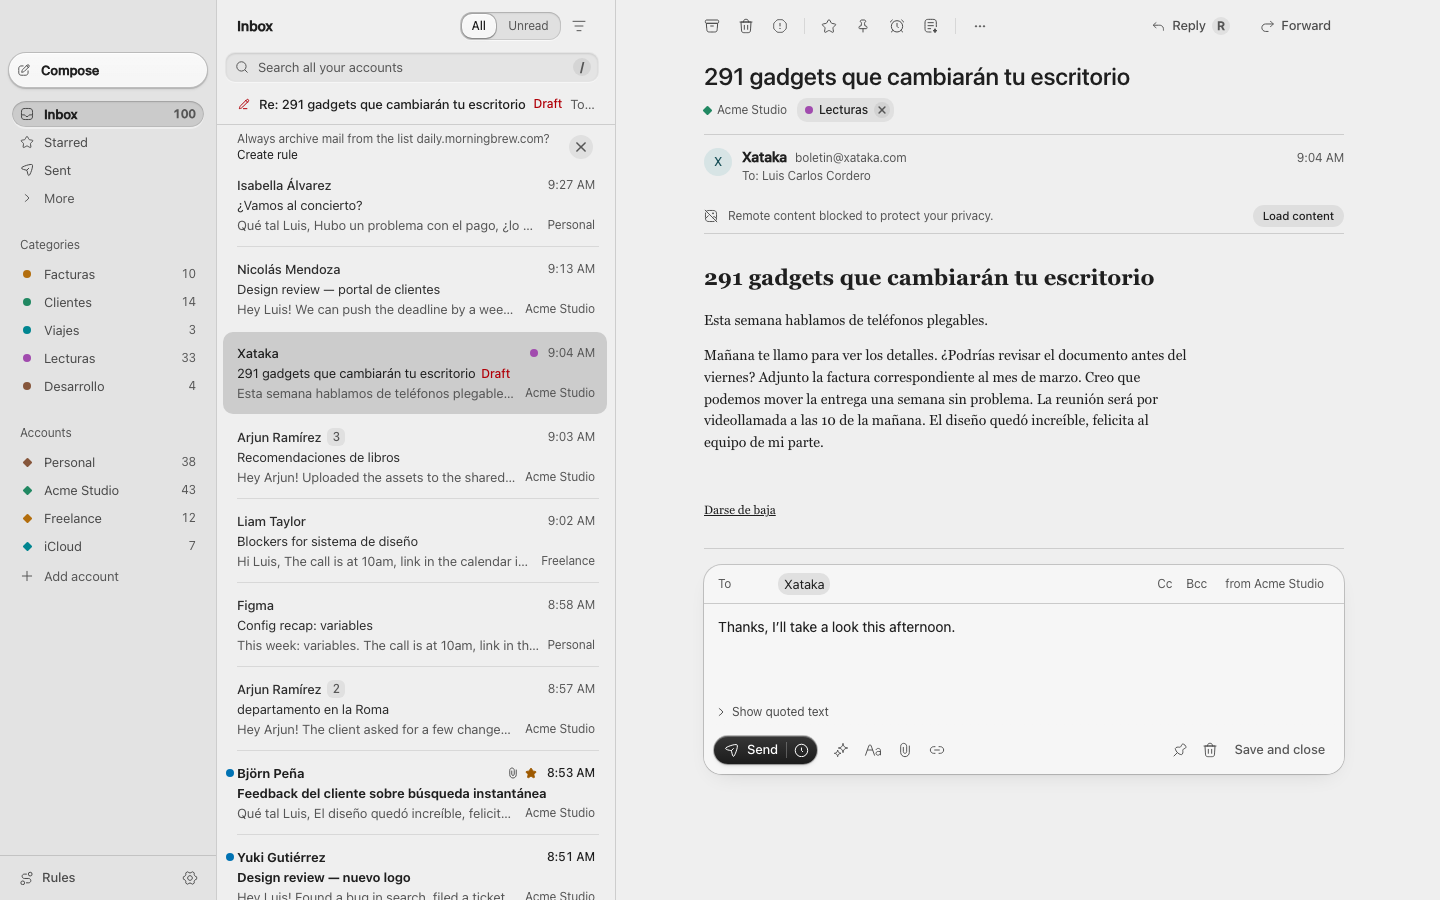 Compose
Inbox 100
Starred
Sent
More
Categories
Facturas 10
Clientes 14
Viajes 3
Lecturas 33
Desarrollo 4
Accounts
Personal 38
Acme Studio 43
Freelance 12
iCloud 7
Add account
Rules
Inbox All Unread
Search all your accounts /
Re: 291 gadgets que cambiarán tu escritorio Draft To...
Always archive mail from the list daily.morningbrew.com?
Create rule
Isabella Álvarez 9:27 AM
¿Vamos al concierto?
Qué tal Luis, Hubo un problema con el pago, ¿lo ... Personal
Nicolás Mendoza 9:13 AM
Design review — portal de clientes
Hey Luis! We can push the deadline by a wee... Acme Studio
Xataka 9:04 AM
291 gadgets que cambiarán tu escritorio Draft
Esta semana hablamos de teléfonos plegable... Acme Studio
Arjun Ramírez 3 9:03 AM
Recomendaciones de libros
Hey Arjun! Uploaded the assets to the shared... Acme Studio
Liam Taylor 9:02 AM
Blockers for sistema de diseño
Hi Luis, The call is at 10am, link in the calendar i... Freelance
Figma 8:58 AM
Config recap: variables
This week: variables. The call is at 10am, link in th... Personal
Arjun Ramírez 2 8:57 AM
departamento en la Roma
Hey Arjun! The client asked for a few change... Acme Studio
Björn Peña 8:53 AM
Feedback del cliente sobre búsqueda instantánea
Qué tal Luis, El diseño quedó increíble, felicit... Acme Studio
Yuki Gutiérrez 8:51 AM
Design review — nuevo logo
Hey Luis! Found a bug in search, filed a ticket Acme Studio
Reply R Forward
291 gadgets que cambiarán tu escritorio
Acme Studio Lecturas
X Xataka boletin@xataka.com 9:04 AM
To: Luis Carlos Cordero
Remote content blocked to protect your privacy. Load content
291 gadgets que cambiarán tu escritorio
Esta semana hablamos de teléfonos plegables.
Mañana te llamo para ver los detalles. ¿Podrías revisar el documento antes del
viernes? Adjunto la factura correspondiente al mes de marzo. Creo que
podemos mover la entrega una semana sin problema. La reunión será por
videollamada a las 10 de la mañana. El diseño quedó increíble, felicita al
equipo de mi parte.
Darse de baja
To Xataka Cc Bcc from Acme Studio
Thanks, I’ll take a look this afternoon.
Show quoted text
Send Aa Save and close